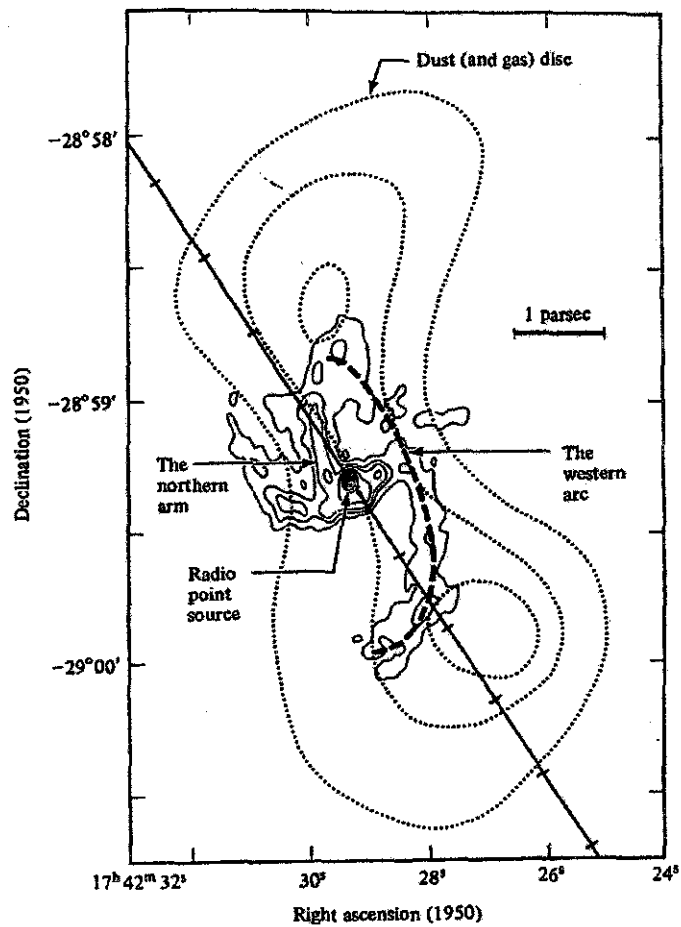 Dust (and gas) disc
−28°58′
1 parsec
−28°59′
The
northern
arm
The
western
arc
Declination (1950)
Radio
point
source
−29°00′
17ʰ 42ᵐ 32ˢ
30ˢ
28ˢ
26ˢ
24ˢ
Right ascension (1950)